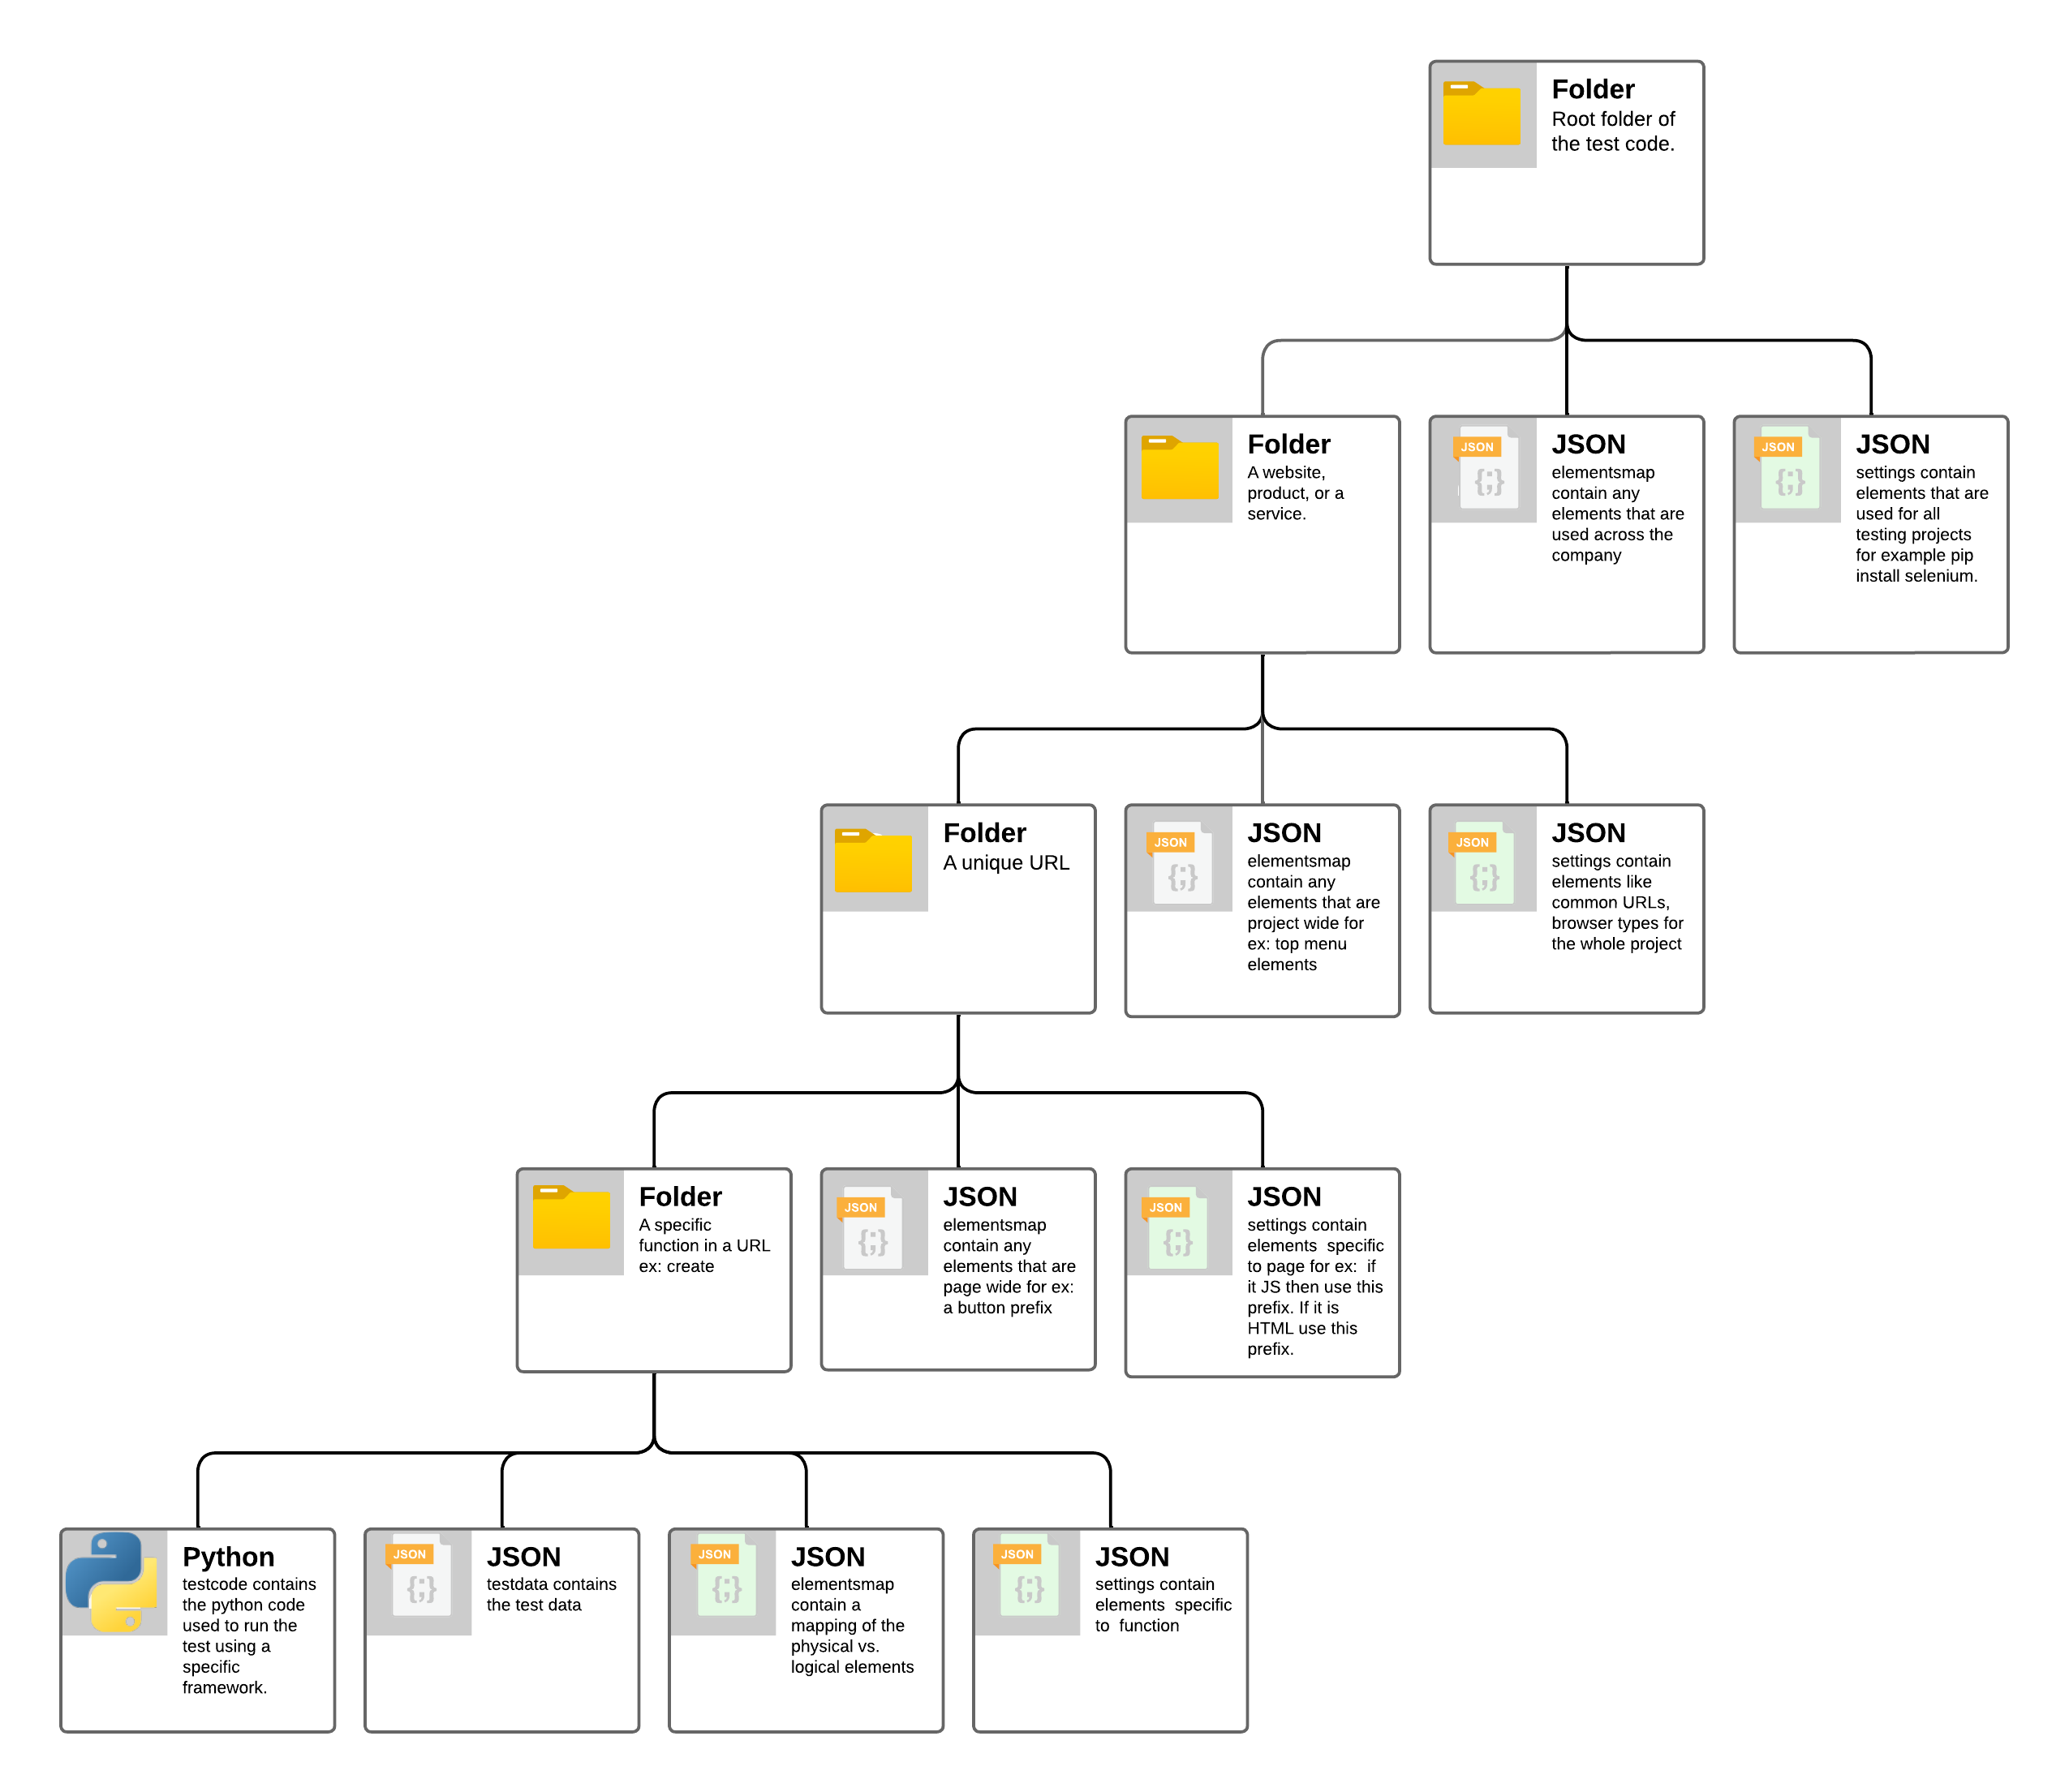 Folder
Root folder of
the test code.
Folder
A website,
product, or a
service.
JSON
JSON
elementsmap
contain any
elements that are
used across the
company
JSON
JSON
settings contain
elements that are
used for all
testing projects
for example pip
install selenium.
Folder
A unique URL
JSON
JSON
elementsmap
contain any
elements that are
project wide for
ex: top menu
elements
JSON
JSON
settings contain
elements like
common URLs,
browser types for
the whole project
Folder
A specific
function in a URL
ex: create
JSON
JSON
elementsmap
contain any
elements that are
page wide for ex:
a button prefix
JSON
JSON
settings contain
elements  specific
to page for ex:  if
it JS then use this
prefix. If it is
HTML use this
prefix.
Python
testcode contains
the python code
used to run the
test using a
specific
framework.
JSON
JSON
testdata contains
the test data
JSON
JSON
elementsmap
contain a
mapping of the
physical vs.
logical elements
JSON
JSON
settings contain
elements  specific
to  function